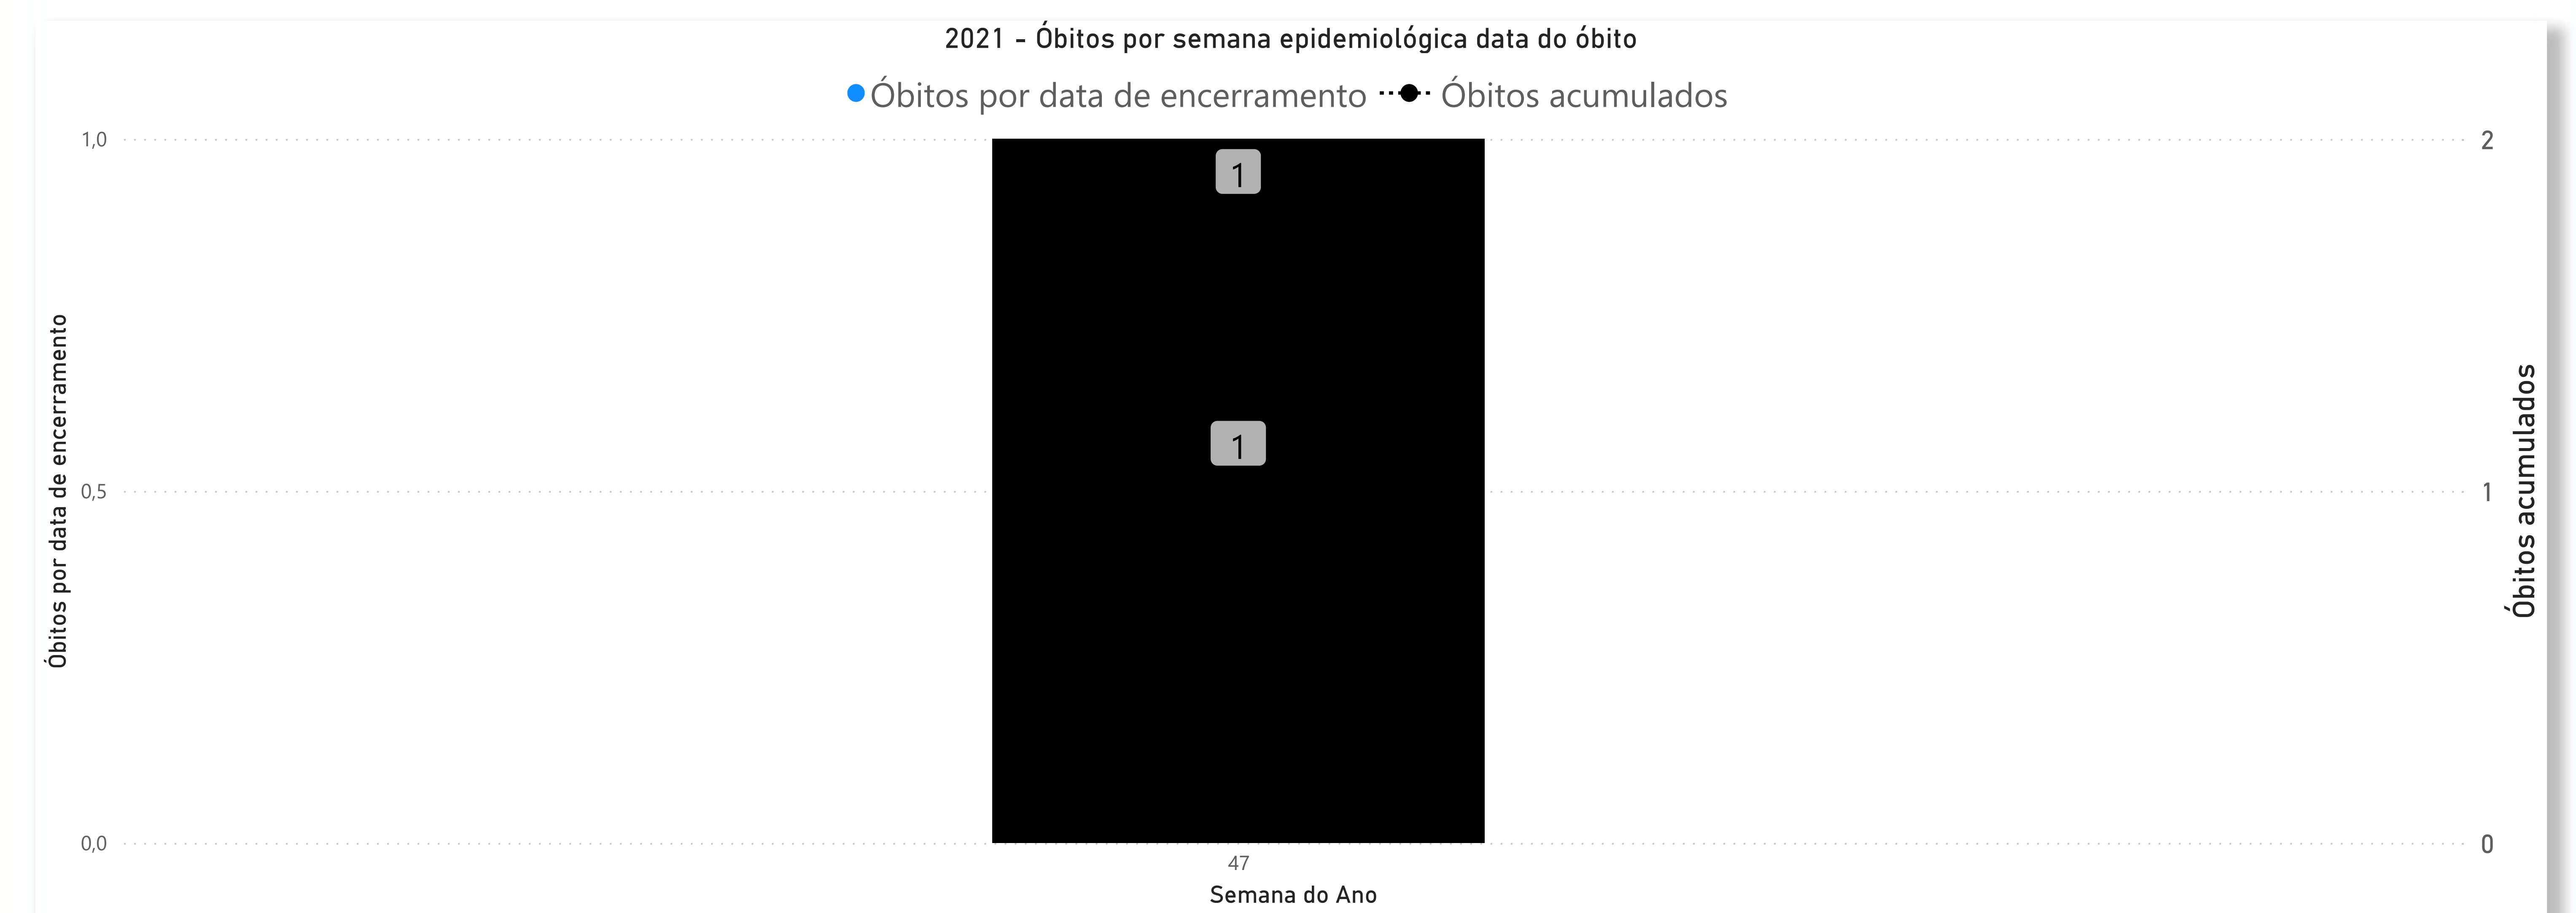 2021 - Óbitos por semana epidemiológica data do óbito
Óbitos por data de encerramento
Óbitos acumulados
1,0
0,5
0,0
Óbitos por data de encerramento
1
1
2
1
0
Óbitos acumulados
47
Semana do Ano